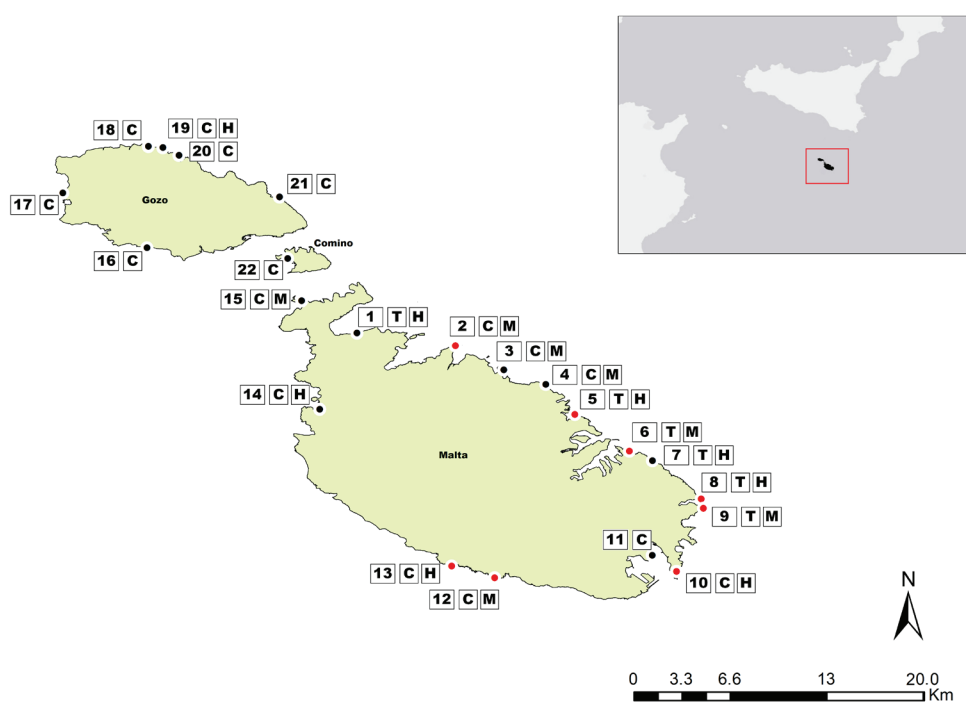 18 C
19 C H
20 C
21 C
17 C
Gozo
16 C
Comino
22 C
15 C M
1 T H
2 C M
3 C M
4 C M
14 C H
5 T H
6 T M
Malta
7 T H
8 T H
9 T M
11 C
13 C H
10 C H
12 C M
N
0 3.3 6.6 13 20.0
Km